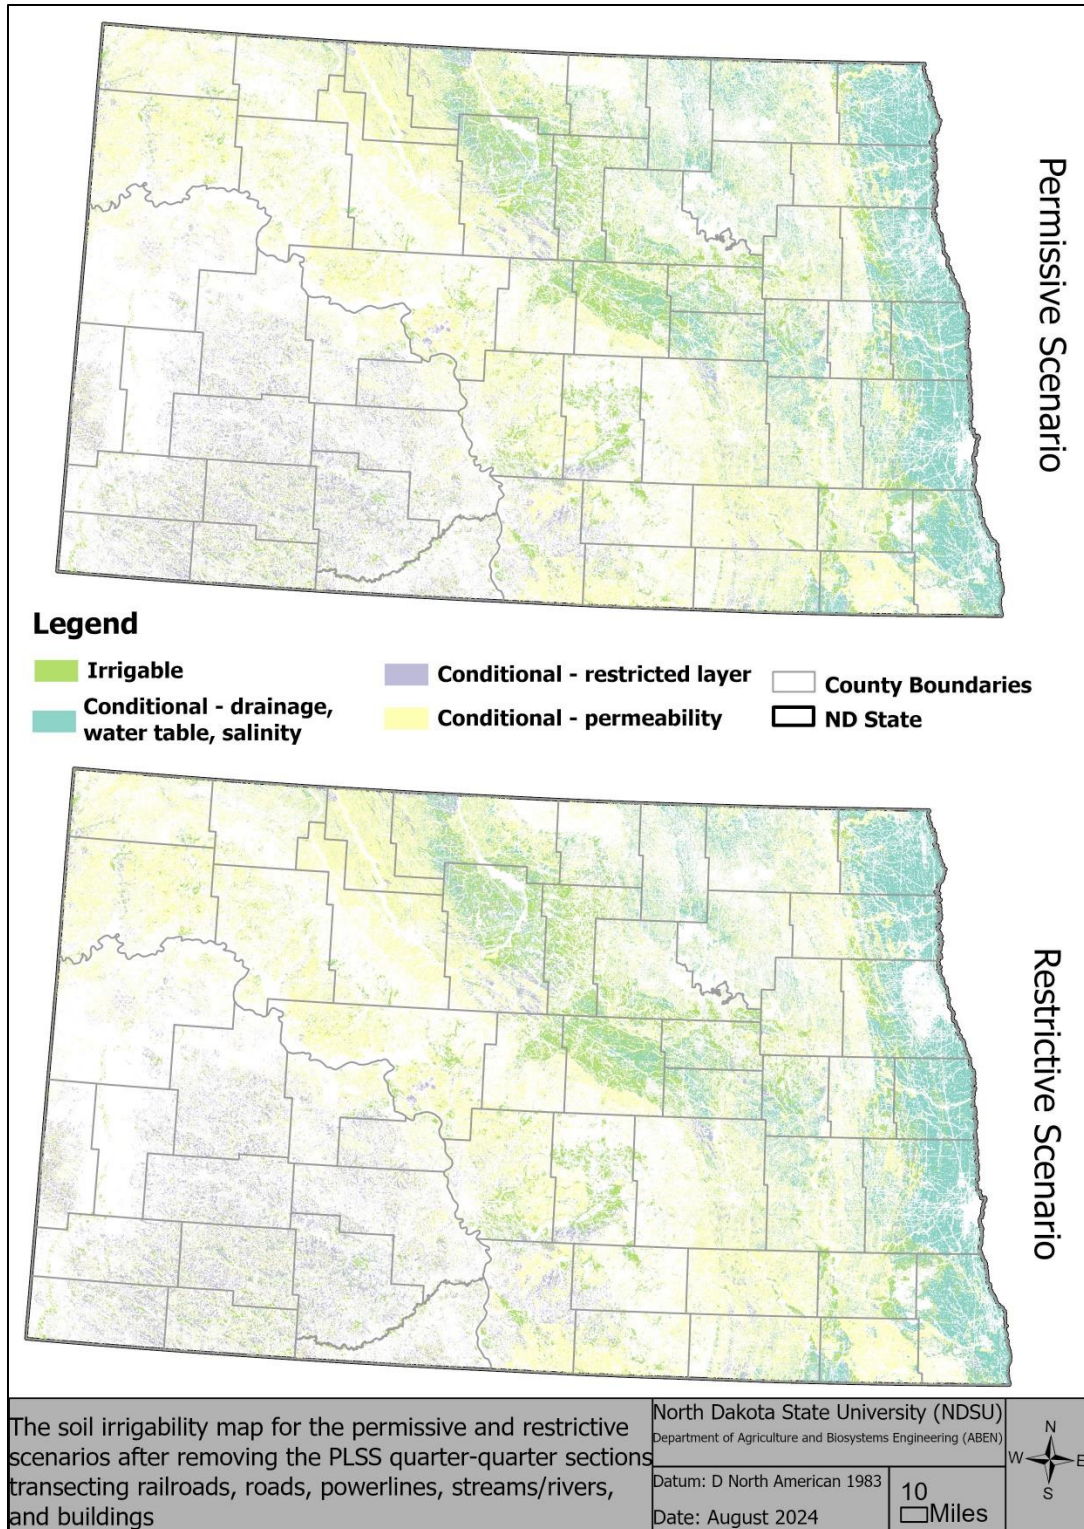 Permissive Scenario
Legend
Irrigable
Conditional - drainage,
water table, salinity
Conditional - restricted layer
Conditional - permeability
County Boundaries
ND State
Restrictive Scenario
The soil irrigability map for the permissive and restrictive
scenarios after removing the PLSS quarter-quarter sections
transecting railroads, roads, powerlines, streams/rivers,
and buildings
North Dakota State University (NDSU)
Department of Agriculture and Biosystems Engineering (ABEN)
Datum: D North American 1983
Date: August 2024
10
Miles
N
W E
S